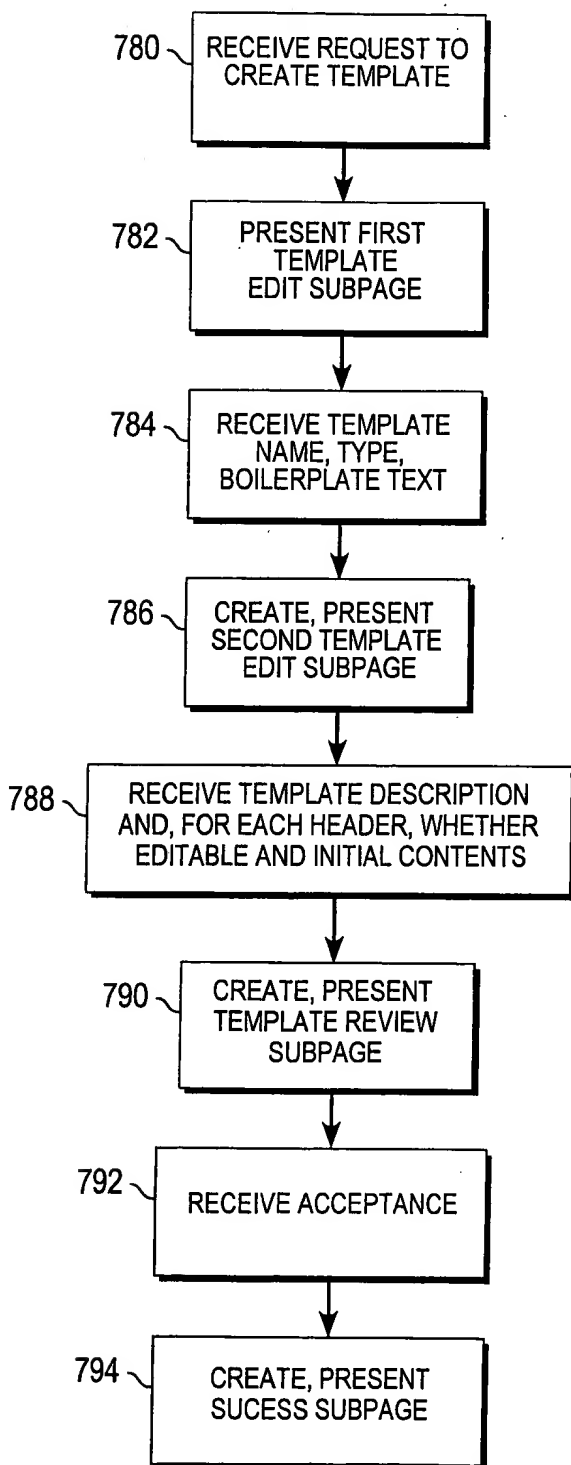 780
RECEIVE REQUEST TO
CREATE TEMPLATE
782
PRESENT FIRST
TEMPLATE
EDIT SUBPAGE
784
RECEIVE TEMPLATE
NAME, TYPE,
BOILERPLATE TEXT
786
CREATE, PRESENT
SECOND TEMPLATE
EDIT SUBPAGE
788
RECEIVE TEMPLATE DESCRIPTION
AND, FOR EACH HEADER, WHETHER
EDITABLE AND INITIAL CONTENTS
790
CREATE, PRESENT
TEMPLATE REVIEW
SUBPAGE
792
RECEIVE ACCEPTANCE
794
CREATE, PRESENT
SUCESS SUBPAGE